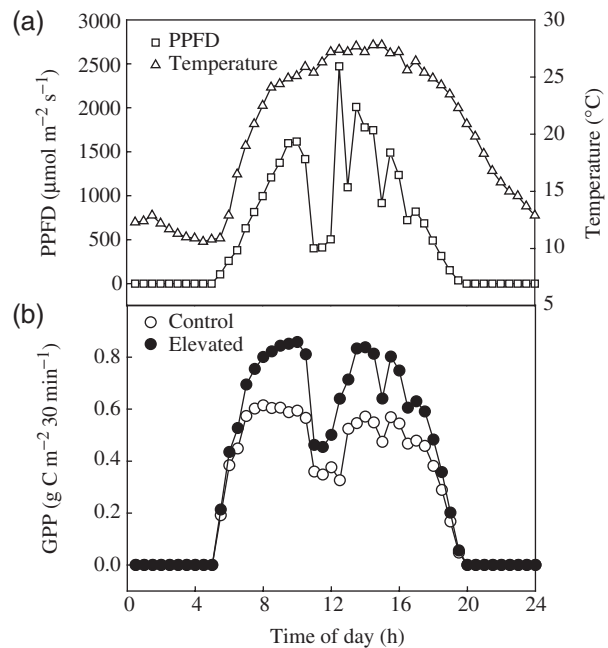 (a)
3000
2500
2000
1500
1000
500
0
PPFD (μmol m⁻² s⁻¹)
PPFD
Temperature
30
25
20
15
10
5
Temperature (°C)
(b)
Control
Elevated
0.8
0.6
0.4
0.2
0.0
GPP (g C m⁻² 30 min⁻¹)
0 4 8 12 16 20 24
Time of day (h)